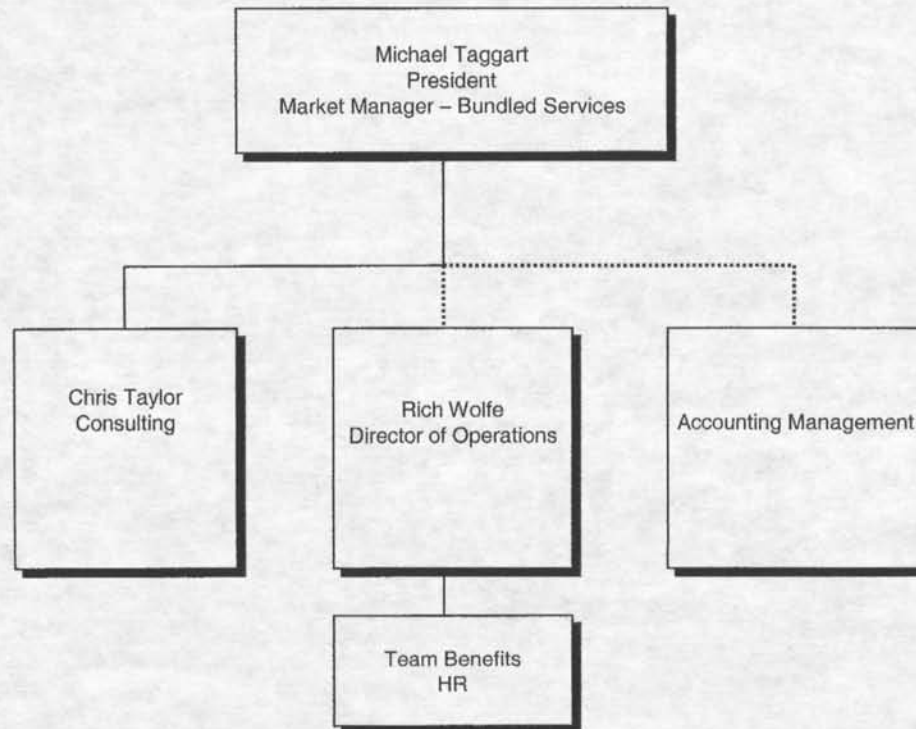 Michael Taggart
President
Market Manager – Bundled Services
Chris Taylor
Consulting
Rich Wolfe
Director of Operations
Accounting Management
Team Benefits
HR